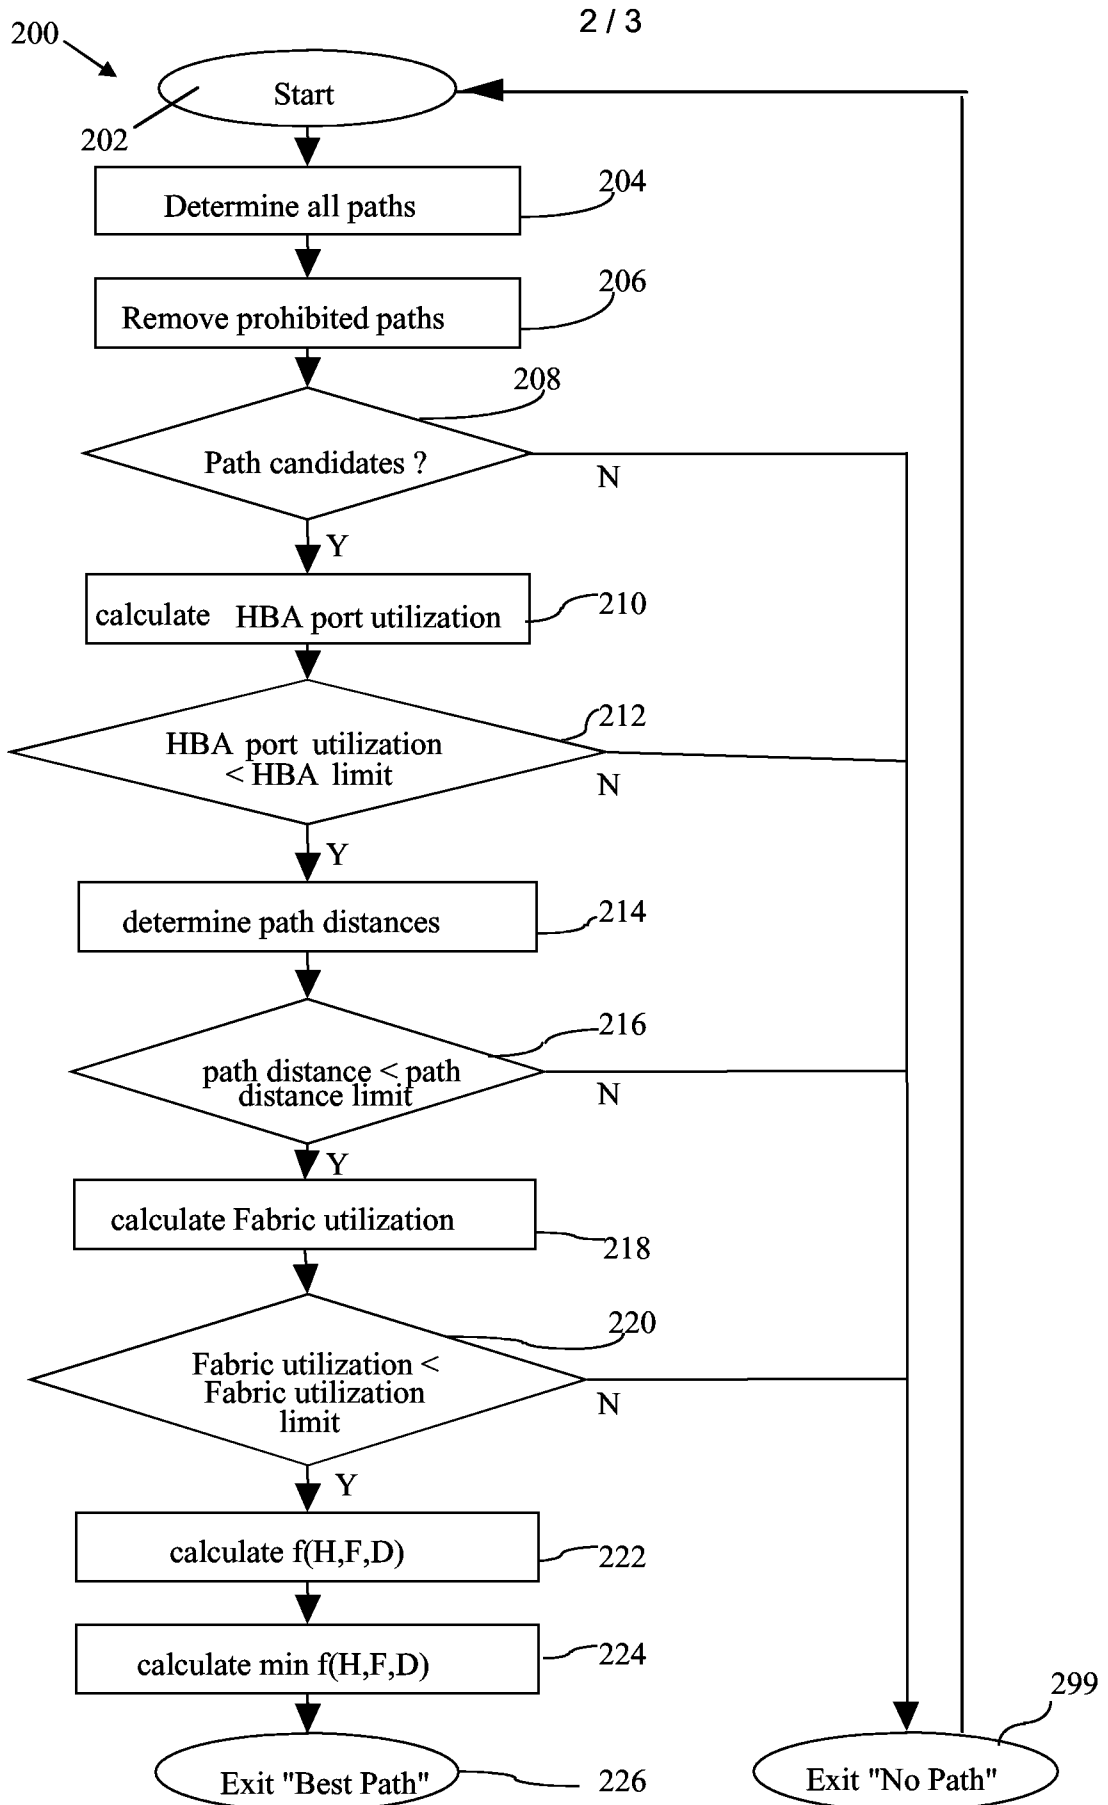 2 / 3
200
Start
202
Determine all paths
204
Remove prohibited paths
206
208
Path candidates ?
N
Y
calculate HBA port utilization
210
212
HBA port utilization
< HBA limit
N
Y
determine path distances
214
216
path distance < path
distance limit
N
Y
calculate Fabric utilization
218
220
Fabric utilization <
Fabric utilization
limit
N
Y
calculate f(H,F,D)
222
calculate min f(H,F,D)
224
299
Exit "Best Path"
226
Exit "No Path"